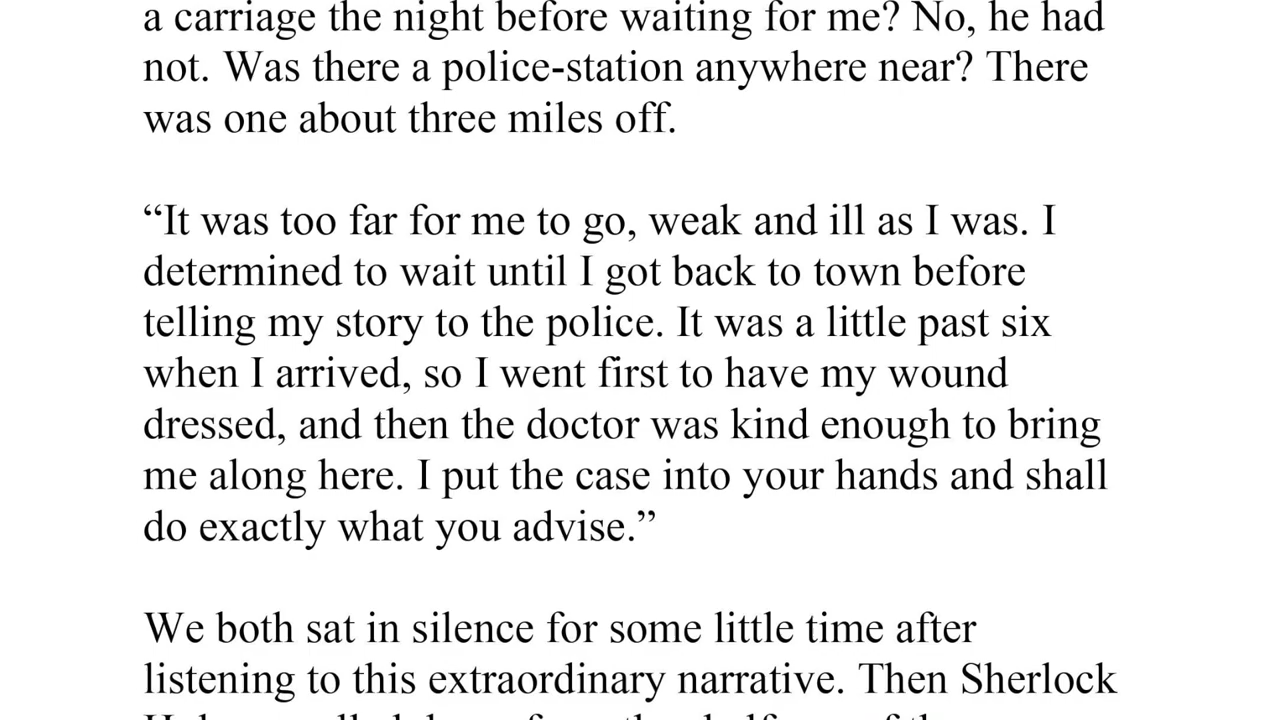 a carriage the night before waiting for me? No, he had
not. Was there a police-station anywhere near? There
was one about three miles off.
“It was too far for me to go, weak and ill as I was. I
determined to wait until I got back to town before
telling my story to the police. It was a little past six
when I arrived, so I went first to have my wound
dressed, and then the doctor was kind enough to bring
me along here. I put the case into your hands and shall
do exactly what you advise.”
We both sat in silence for some little time after
listening to this extraordinary narrative. Then Sherlock